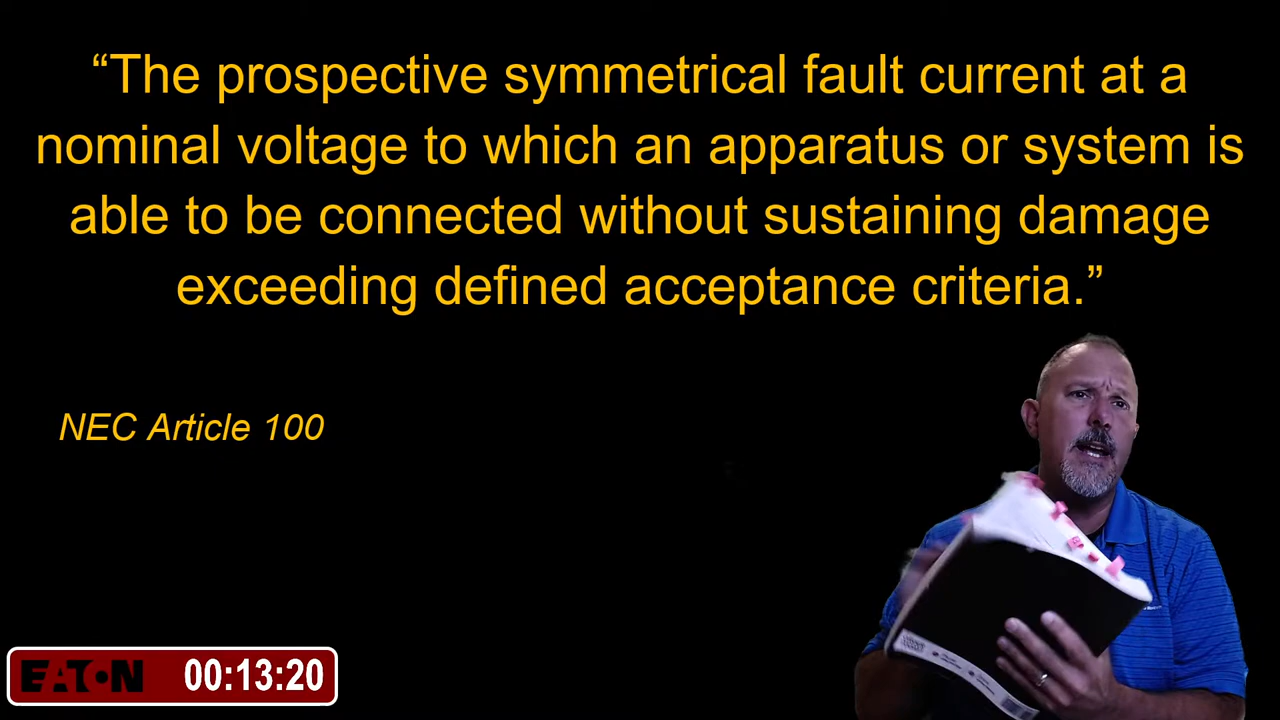 “The prospective symmetrical fault current at a
nominal voltage to which an apparatus or system is
able to be connected without sustaining damage
exceeding defined acceptance criteria.”
NEC Article 100
EATON 00:13:20